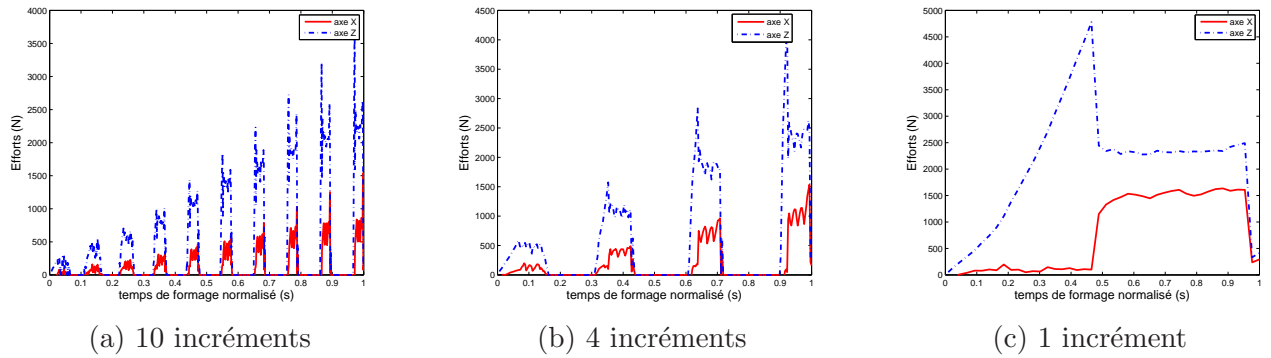 4000
3500
3000
2500
2000
1500
1000
500
0
Efforts (N)
axe X
axe Z
0 0.1 0.2 0.3 0.4 0.5 0.6 0.7 0.8 0.9 1
temps de formage normalisé (s)
(a) 10 incréments
4500
4000
3500
3000
2500
2000
1500
1000
500
0
Efforts (N)
axe X
axe Z
0 0.1 0.2 0.3 0.4 0.5 0.6 0.7 0.8 0.9 1
temps de formage normalisé (s)
(b) 4 incréments
5000
4500
4000
3500
3000
2500
2000
1500
1000
500
0
Efforts (N)
axe X
axe Z
0 0.1 0.2 0.3 0.4 0.5 0.6 0.7 0.8 0.9 1
temps de formage normalisé (s)
(c) 1 incrément